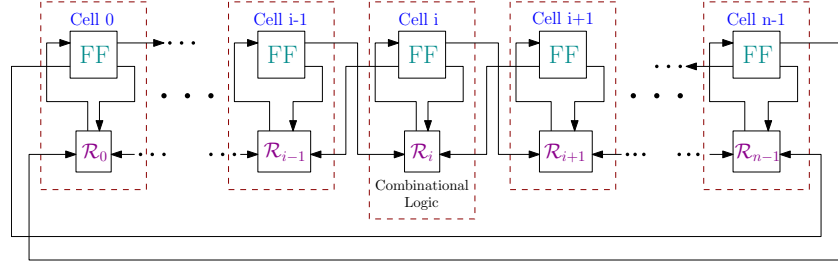 Cell 0 Cell i-1 Cell i Cell i+1 Cell n-1
FF FF FF FF FF
ℛ₀ ℛᵢ₋₁ ℛᵢ ℛᵢ₊₁ ℛₙ₋₁
Combinational
Logic